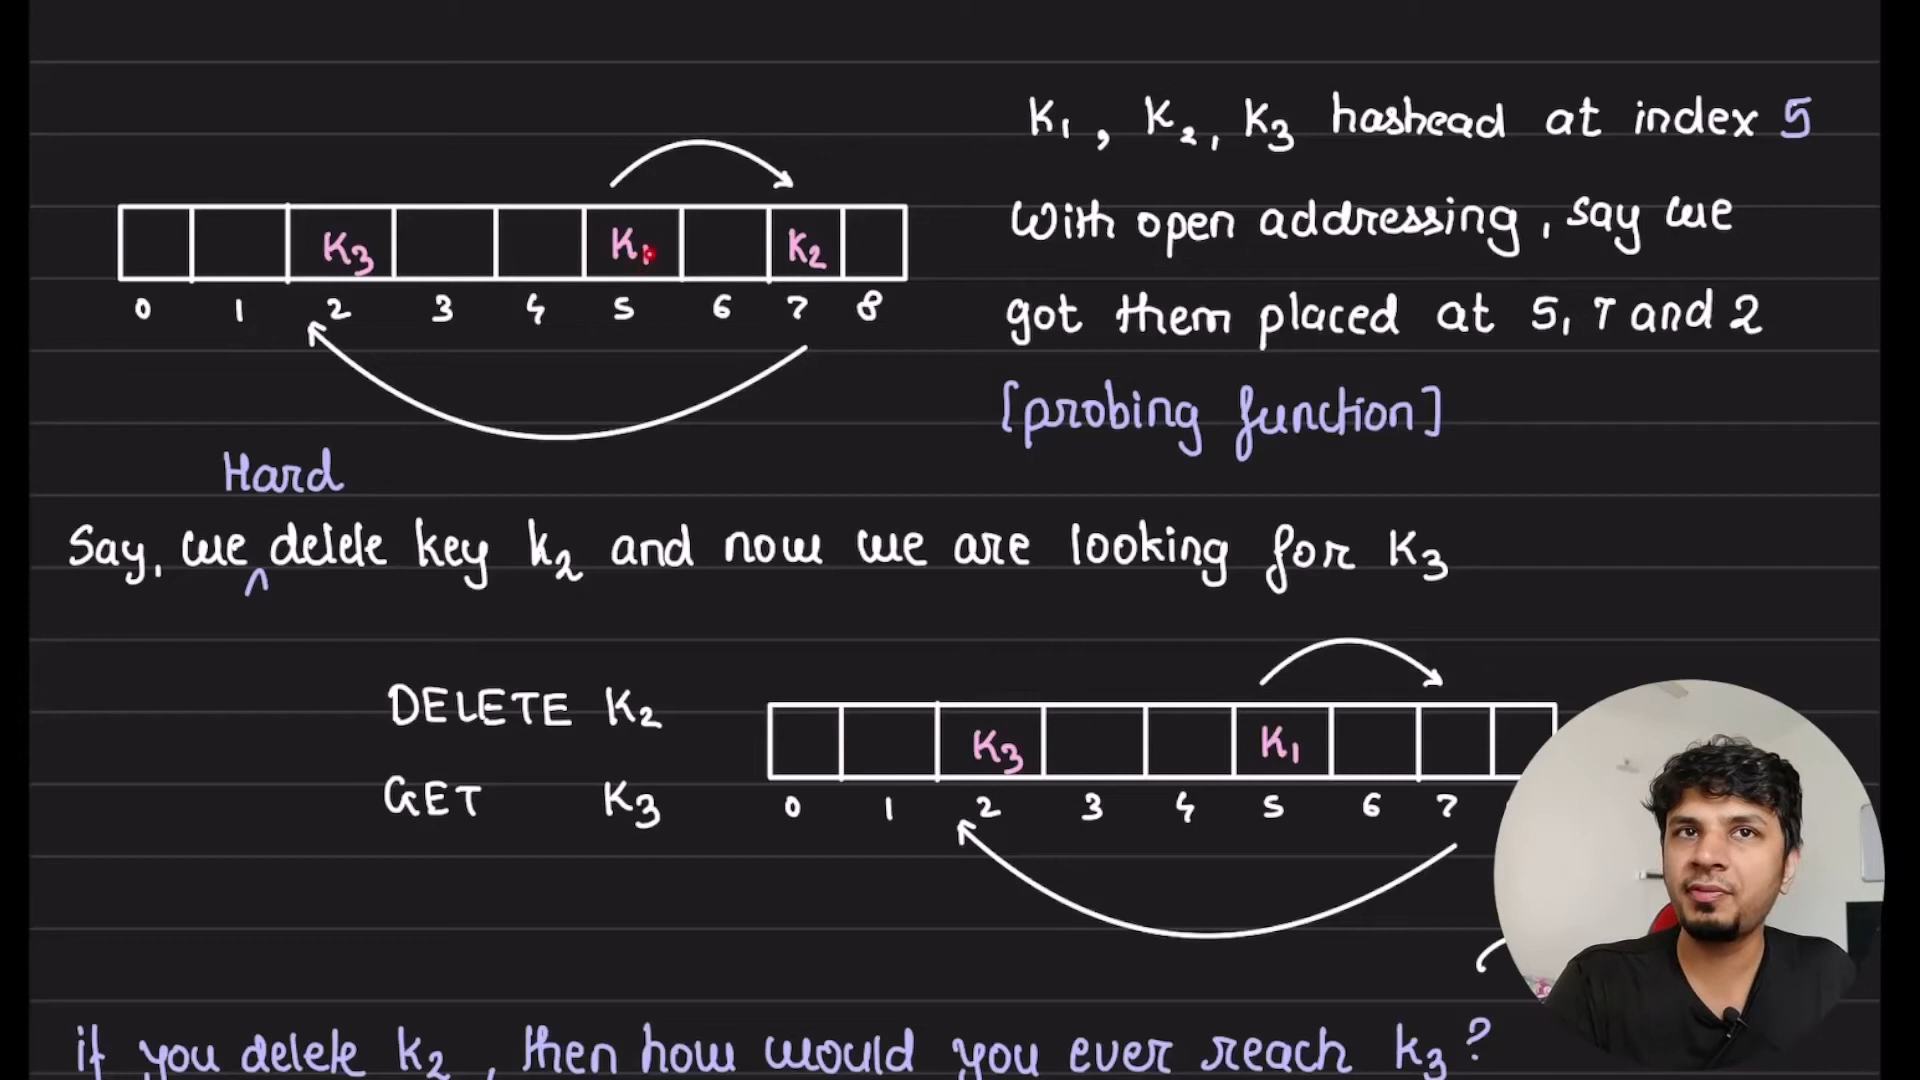 K1, K2, K3 hashead at index 5
With open addressing, say we
got them placed at 5, 7 and 2
[probing function]
K3 K1 K2
0 1 2 3 4 5 6 7 8
Hard
Say, we ^ delete key k2 and now we are looking for K3
DELETE K2
GET K3
K3 K1
0 1 2 3 4 5 6 7
if you delete k2, then how would you ever reach k3?